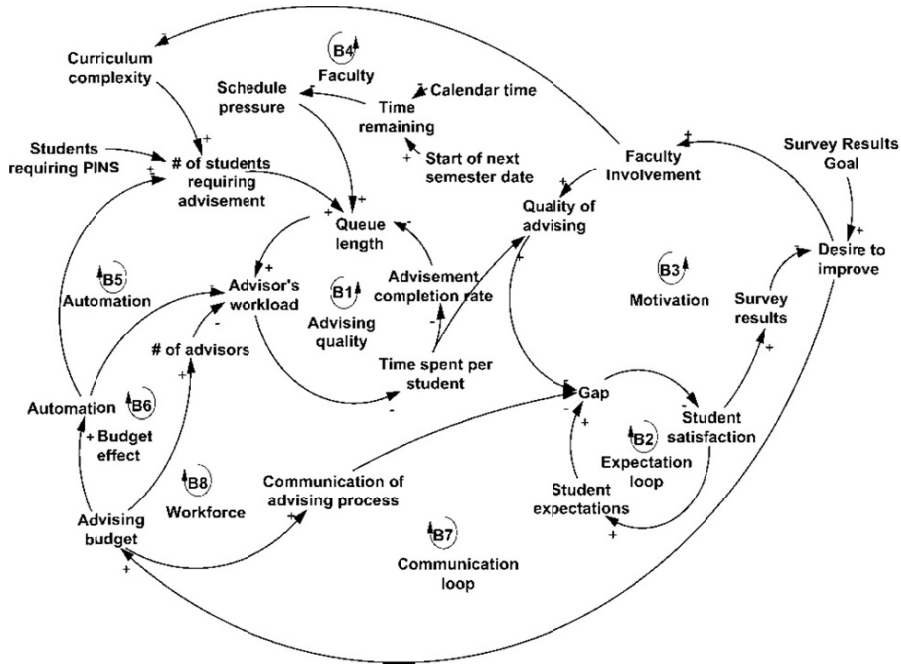 Curriculum
complexity
B4
Faculty
Schedule
pressure
Calendar time
Time
remaining
Start of next
semester date
Students
requiring PINS
# of students
requiring
advisement
Faculty
Involvement
Survey Results
Goal
Quality of
advising
Queue
length
Desire to
improve
B5
Automation
Advisor's
workload
B1
Advising
quality
Advisement
completion rate
B3
Motivation
Survey
results
# of advisors
Time spent per
student
Gap
Automation
B6
Budget
effect
Student
satisfaction
B2
Expectation
loop
B8
Workforce
Communication of
advising process
Student
expectations
Advising
budget
B7
Communication
loop